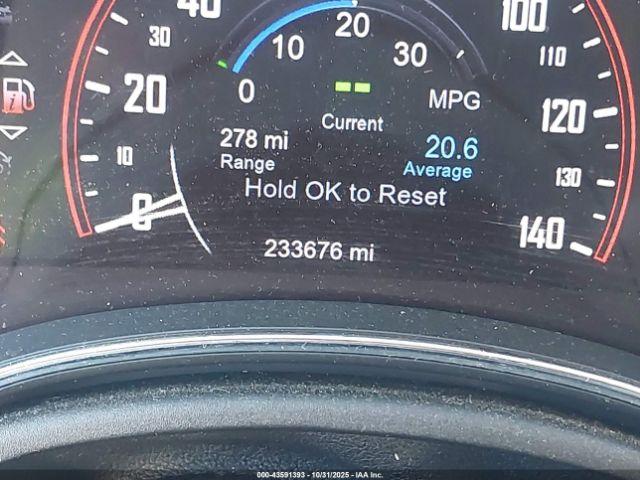 40 20 100
30 10 30 110
20 0 MPG 120
Current
278 mi 20.6
10 Range Average 130
Hold OK to Reset
0 140
233676 mi
000-43591393 - 10/31/2025 - IAA Inc.